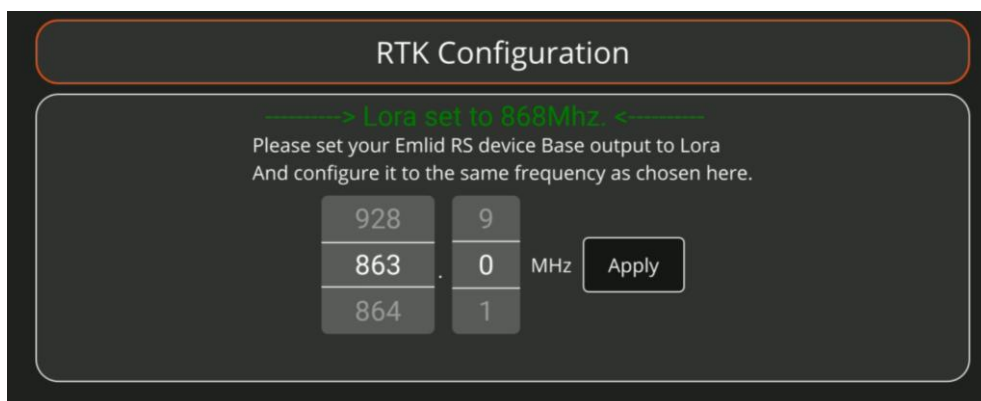 RTK Configuration
----------> Lora set to 868Mhz. <----------
Please set your Emlid RS device Base output to Lora
And configure it to the same frequency as chosen here.
928 9
863 . 0 MHz Apply
864 1